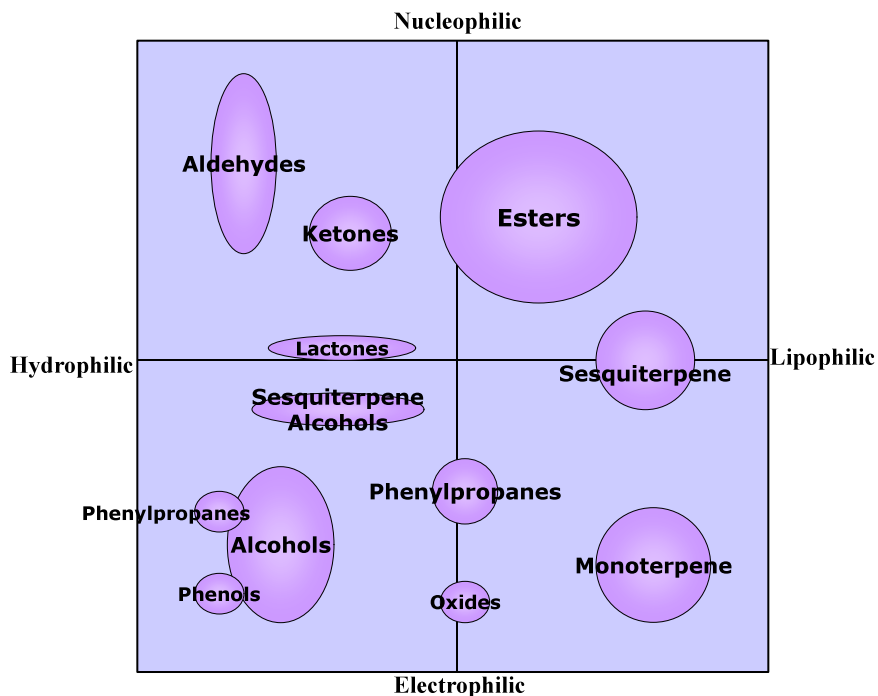 Nucleophilic
Aldehydes
Esters
Ketones
Lactones
Hydrophilic
Lipophilic
Sesquiterpene
Sesquiterpene
Alcohols
Phenylpropanes
Phenylpropanes
Alcohols
Monoterpene
Phenols
Oxides
Electrophilic